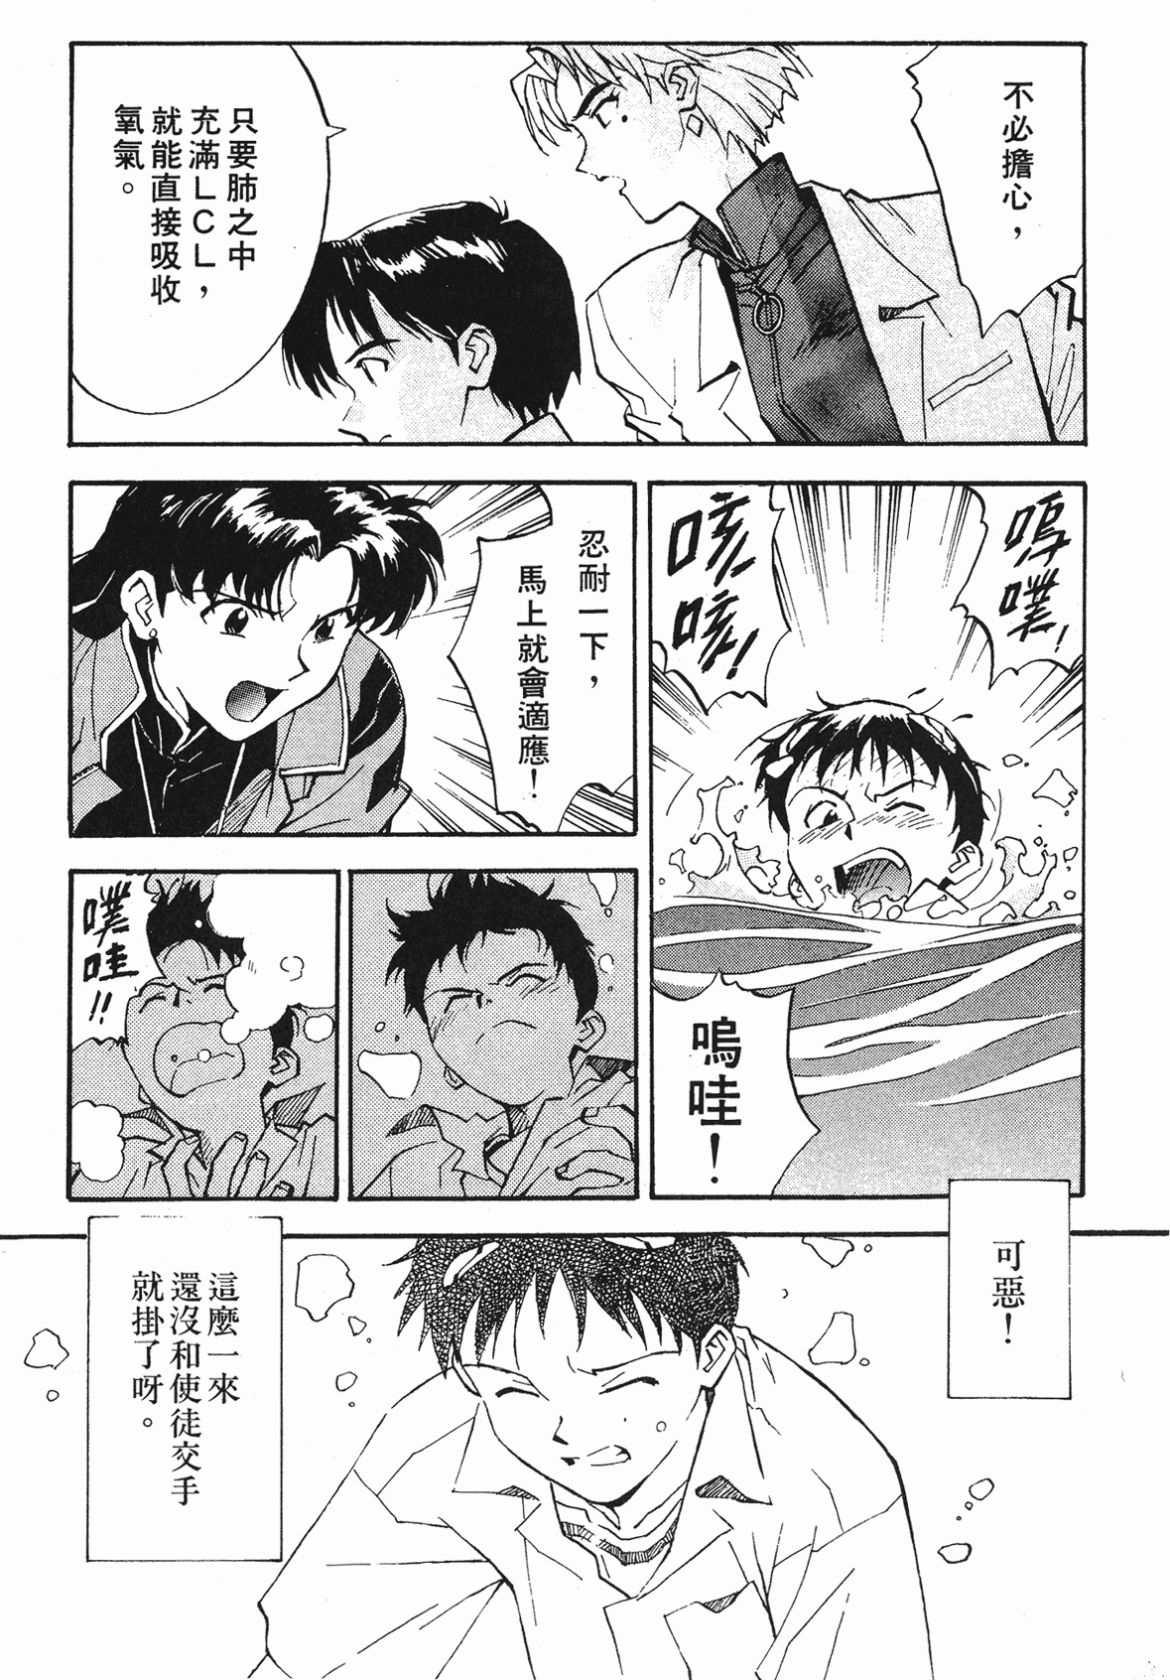 不必擔心，
只要肺之中
充滿ＬＣＬ，
就能直接吸收
氧氣。
嗚噗！
咳咳！
嗚哇！
忍耐一下，
馬上就會適應！
噗哇!!
可惡！
這麼一來
還沒和使徒交手
就掛了呀。